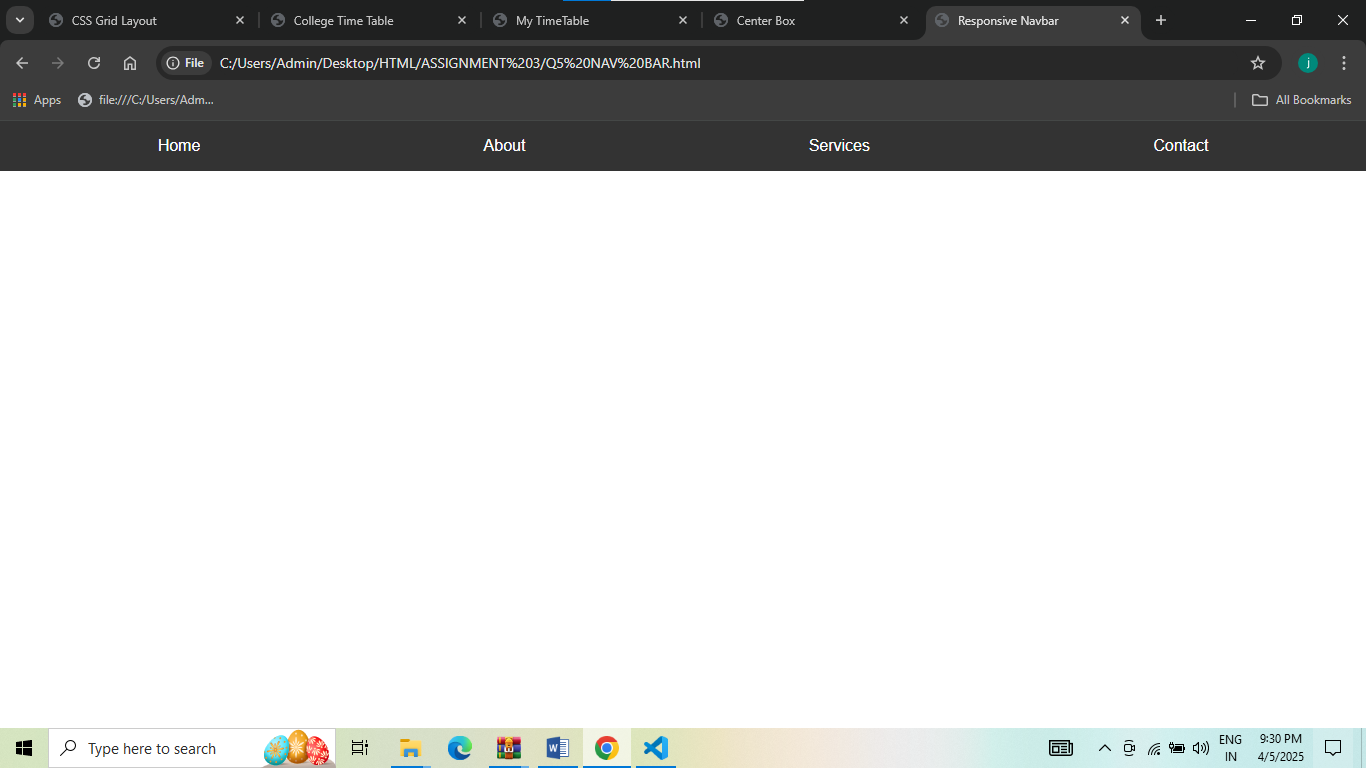 CSS Grid Layout
College Time Table
My TimeTable
Center Box
Responsive Navbar
File
C:/Users/Admin/Desktop/HTML/ASSIGNMENT%203/Q5%20NAV%20BAR.html
j
Apps
file:///C:/Users/Adm...
All Bookmarks
Home
About
Services
Contact
Type here to search
ENG
IN
9:30 PM
4/5/2025